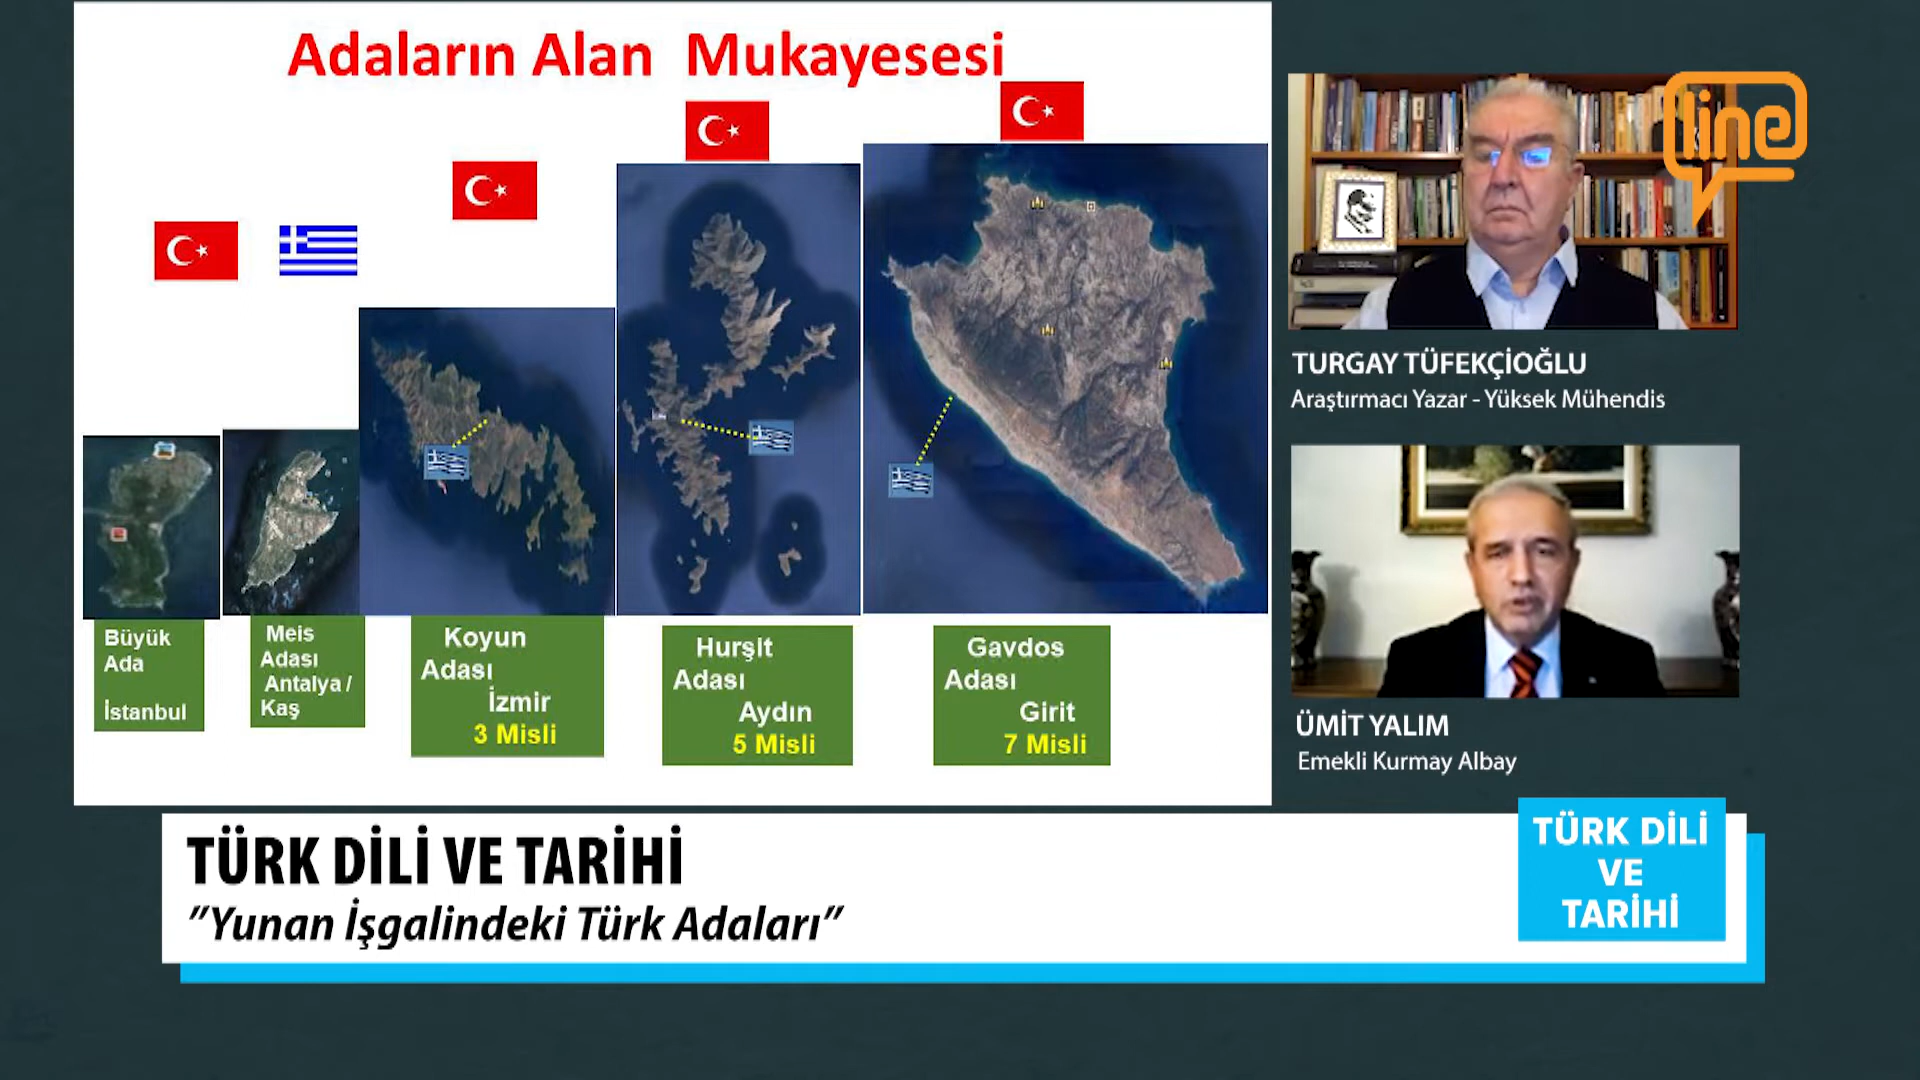 Adaların Alan Mukayesesi
Büyük
Ada
İstanbul
Meis
Adası
Antalya /
Kaş
Koyun
Adası
İzmir
3 Misli
Hurşit
Adası
Aydın
5 Misli
Gavdos
Adası
Girit
7 Misli
line
TURGAY TÜFEKÇİOĞLU
Araştırmacı Yazar - Yüksek Mühendis
ÜMİT YALIM
Emekli Kurmay Albay
TÜRK DİLİ VE TARİHİ
"Yunan İşgalindeki Türk Adaları"
TÜRK DİLİ
VE
TARİHİ